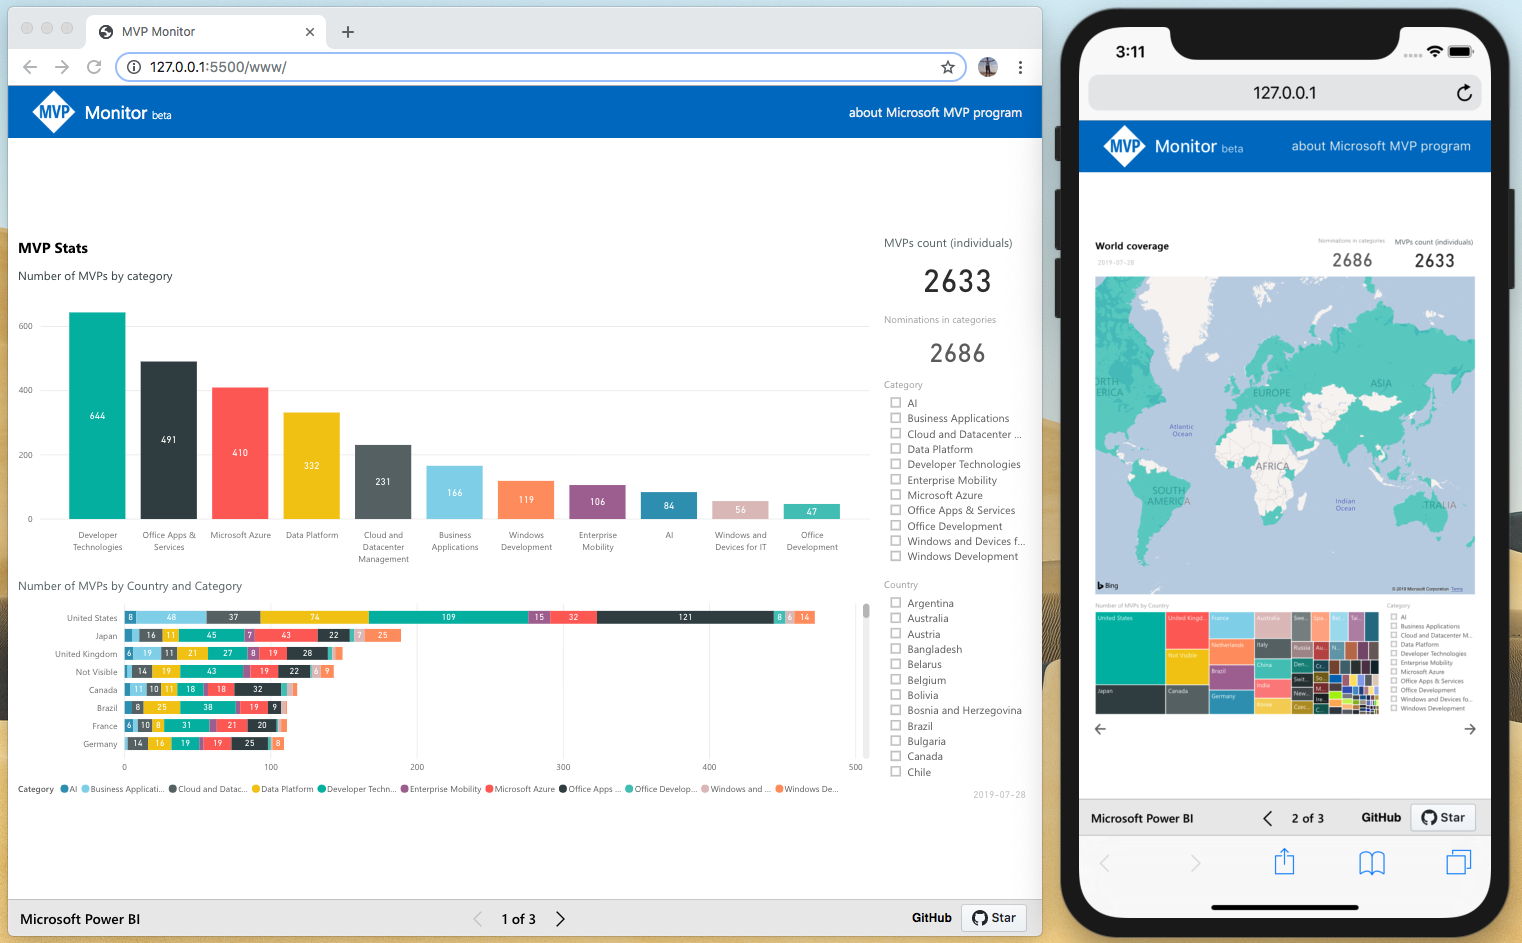 MVP Monitor
127.0.0.1:5500/www/
MVP Monitor beta
about Microsoft MVP program
MVP Stats
Number of MVPs by category
600
400
200
0
644
491
410
332
231
166
119
106
84
56
47
Developer Technologies
Office Apps & Services
Microsoft Azure
Data Platform
Cloud and Datacenter Management
Business Applications
Windows Development
Enterprise Mobility
AI
Windows and Devices for IT
Office Development
Number of MVPs by Country and Category
United States 8 48 37 74 109 15 32 121 8 6 14
Japan 16 11 45 7 43 22 7 25
United Kingdom 6 19 11 21 27 8 19 28
Not Visible 14 19 43 19 22 6 9
Canada 11 10 11 18 18 32
Brazil 8 25 38 19 9
France 6 10 8 31 21 20
Germany 14 16 19 19 25 8
0 100 200 300 400 500
Category AI Business Applicati... Cloud and Datac... Data Platform Developer Techn... Enterprise Mobility Microsoft Azure Office Apps ... Office Develop... Windows and ... Windows De...
MVPs count (individuals)
2633
Nominations in categories
2686
Category
AI
Business Applications
Cloud and Datacenter ...
Data Platform
Developer Technologies
Enterprise Mobility
Microsoft Azure
Office Apps & Services
Office Development
Windows and Devices f...
Windows Development
Country
Argentina
Australia
Austria
Bangladesh
Belarus
Belgium
Bolivia
Bosnia and Herzegovina
Brazil
Bulgaria
Canada
Chile
2019-07-28
Microsoft Power BI
1 of 3
GitHub
Star
3:11
127.0.0.1
MVP Monitor beta
about Microsoft MVP program
World coverage
2019-07-28
Nominations in categories
2686
MVPs count (individuals)
2633
ORTH
ERICA
EUROPE
ASIA
Atlantic
Ocean
AFRICA
SOUTH
AMERICA
Indian
Ocean
TRALIA
Bing
© 2019 Microsoft Corporation Terms
Number of MVPs by Country
United States
Japan
United Kingd...
Not Visible
Canada
France
Netherlands
Brazil
Germany
Australia
Italy
China
India
Korea
Swe...
Russia
Den...
Swit...
New...
Czec...
Spa...
Au...
Cr...
So...
M...
Ire...
C...
Bel...
N...
Tai...
Category
AI
Business Applications
Cloud and Datacenter M...
Data Platform
Developer Technologies
Enterprise Mobility
Microsoft Azure
Office Apps & Services
Office Development
Windows and Devices fo...
Windows Development
Microsoft Power BI
2 of 3
GitHub
Star